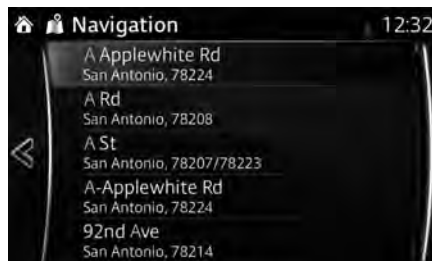 Navigation 12:32
A Applewhite Rd
San Antonio, 78224
A Rd
San Antonio, 78208
A St
San Antonio, 78207/78223
A-Applewhite Rd
San Antonio, 78224
92nd Ave
San Antonio, 78214